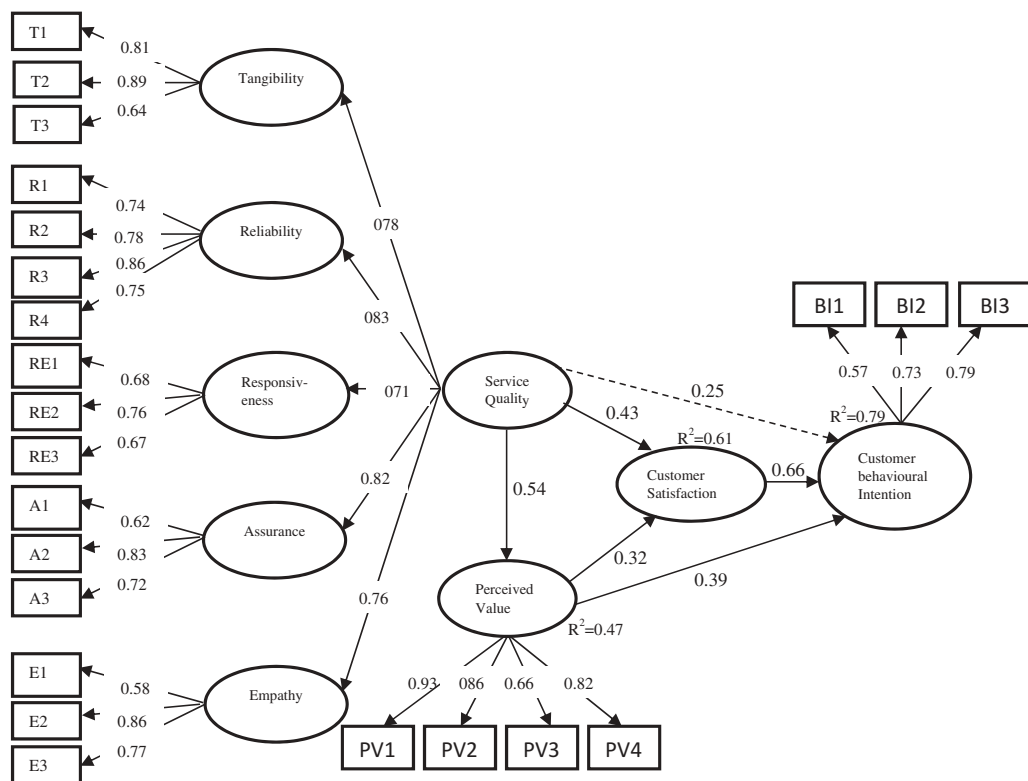 T1
0.81
T2
0.89
T3
0.64
Tangibility
R1
0.74
R2
0.78
R3
0.86
R4
0.75
Reliability
RE1
0.68
RE2
0.76
RE3
0.67
Responsiv-
eness
A1
0.62
A2
0.83
A3
0.72
Assurance
E1
0.58
E2
0.86
E3
0.77
Empathy
078
083
071
0.82
0.76
Service
Quality
0.25
0.43
0.54
R²=0.61
Customer
Satisfaction
0.66
0.32
0.39
Perceived
Value
R²=0.47
0.93
086
0.66
0.82
PV1
PV2
PV3
PV4
BI1
BI2
BI3
0.57
0.73
0.79
R²=0.79
Customer
behavioural
Intention